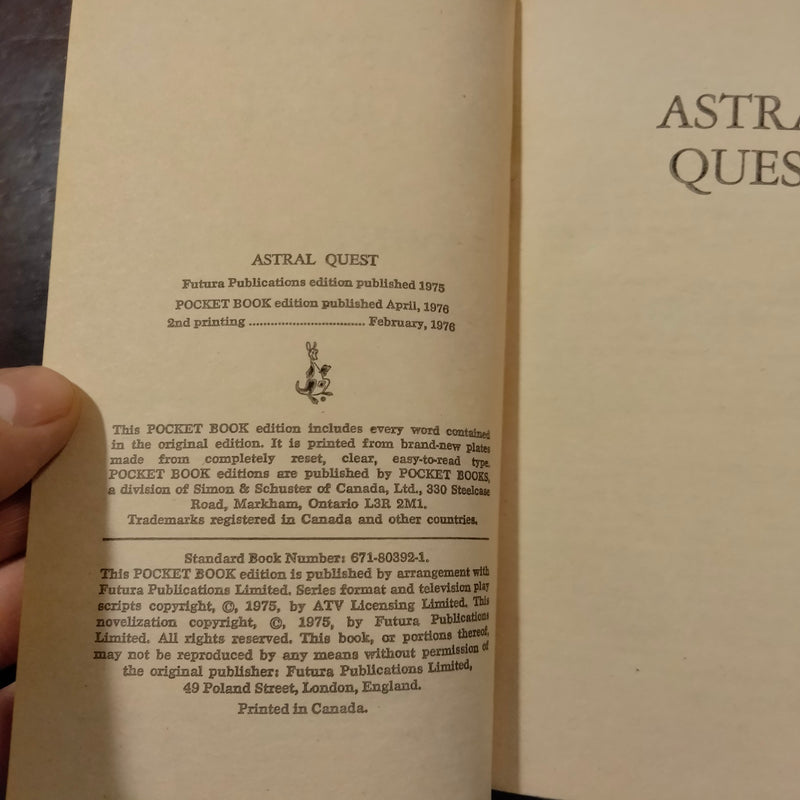 ASTRAL QUEST
Futura Publications edition published 1975
POCKET BOOK edition published April, 1976
2nd printing .................................. February, 1976
This POCKET BOOK edition includes every word contained
in the original edition. It is printed from brand-new plates
made from completely reset, clear, easy-to-read type.
POCKET BOOK editions are published by POCKET BOOKS,
a division of Simon & Schuster of Canada, Ltd., 330 Steelcase
Road, Markham, Ontario L3R 2M1.
Trademarks registered in Canada and other countries.
Standard Book Number: 671-80392-1.
This POCKET BOOK edition is published by arrangement with
Futura Publications Limited. Series format and television play
scripts copyright, ©, 1975, by ATV Licensing Limited. This
novelization copyright, ©, 1975, by Futura Publications
Limited. All rights reserved. This book, or portions thereof,
may not be reproduced by any means without permission of
the original publisher: Futura Publications Limited,
49 Poland Street, London, England.
Printed in Canada.
ASTRA
QUES